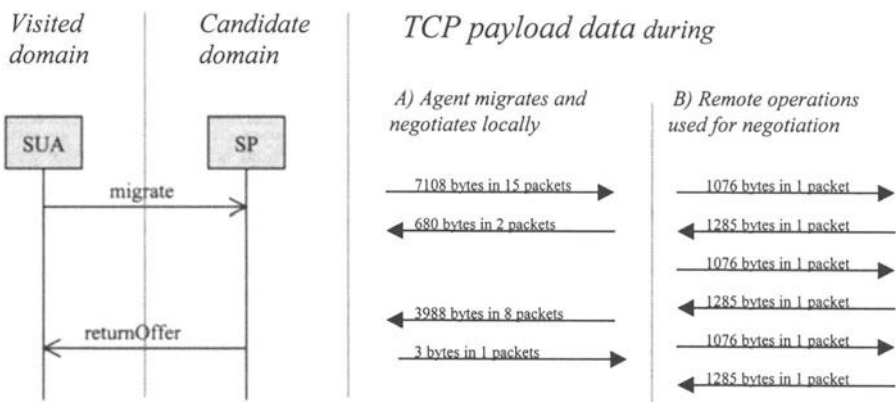 Visited
domain
Candidate
domain
TCP payload data during
A) Agent migrates and
negotiates locally
B) Remote operations
used for negotiation
SUA
SP
migrate
returnOffer
7108 bytes in 15 packets
680 bytes in 2 packets
3988 bytes in 8 packets
3 bytes in 1 packets
1076 bytes in 1 packet
1285 bytes in 1 packet
1076 bytes in 1 packet
1285 bytes in 1 packet
1076 bytes in 1 packet
1285 bytes in 1 packet